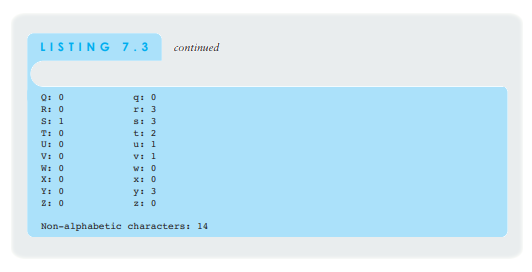 LISTING 7.3 continued
Q: 0 q: 0
R: 0 r: 3
S: 1 s: 3
T: 0 t: 2
U: 0 u: 1
V: 0 v: 1
W: 0 w: 0
X: 0 x: 0
Y: 0 y: 3
Z: 0 z: 0
Non-alphabetic characters: 14